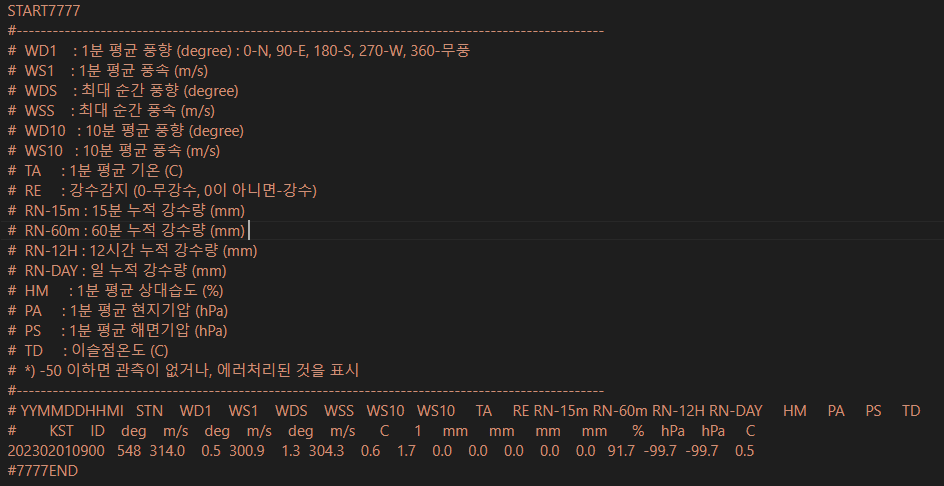 START7777
#--------------------------------------------------------------------------------------------------
#  WD1    : 1분 평균 풍향 (degree) : 0-N, 90-E, 180-S, 270-W, 360-무풍
#  WS1    : 1분 평균 풍속 (m/s)
#  WDS    : 최대 순간 풍향 (degree)
#  WSS    : 최대 순간 풍속 (m/s)
#  WD10   : 10분 평균 풍향 (degree)
#  WS10   : 10분 평균 풍속 (m/s)
#  TA     : 1분 평균 기온 (C)
#  RE     : 강수감지 (0-무강수, 0이 아니면-강수)
#  RN-15m : 15분 누적 강수량 (mm)
#  RN-60m : 60분 누적 강수량 (mm)
#  RN-12H : 12시간 누적 강수량 (mm)
#  RN-DAY : 일 누적 강수량 (mm)
#  HM     : 1분 평균 상대습도 (%)
#  PA     : 1분 평균 현지기압 (hPa)
#  PS     : 1분 평균 해면기압 (hPa)
#  TD     : 이슬점온도 (C)
#  *) -50 이하면 관측이 없거나, 에러처리된 것을 표시
#--------------------------------------------------------------------------------------------------
# YYMMDDHHMI   STN    WD1    WS1    WDS    WSS   WS10   WS10     TA     RE RN-15m RN-60m RN-12H RN-DAY     HM     PA     PS     TD
#        KST    ID    deg    m/s    deg    m/s    deg    m/s      C      1     mm     mm     mm     mm      %    hPa    hPa      C
202302010900   548  314.0    0.5  300.9    1.3  304.3    0.6    1.7    0.0    0.0    0.0    0.0    0.0   91.7  -99.7  -99.7    0.5
#7777END